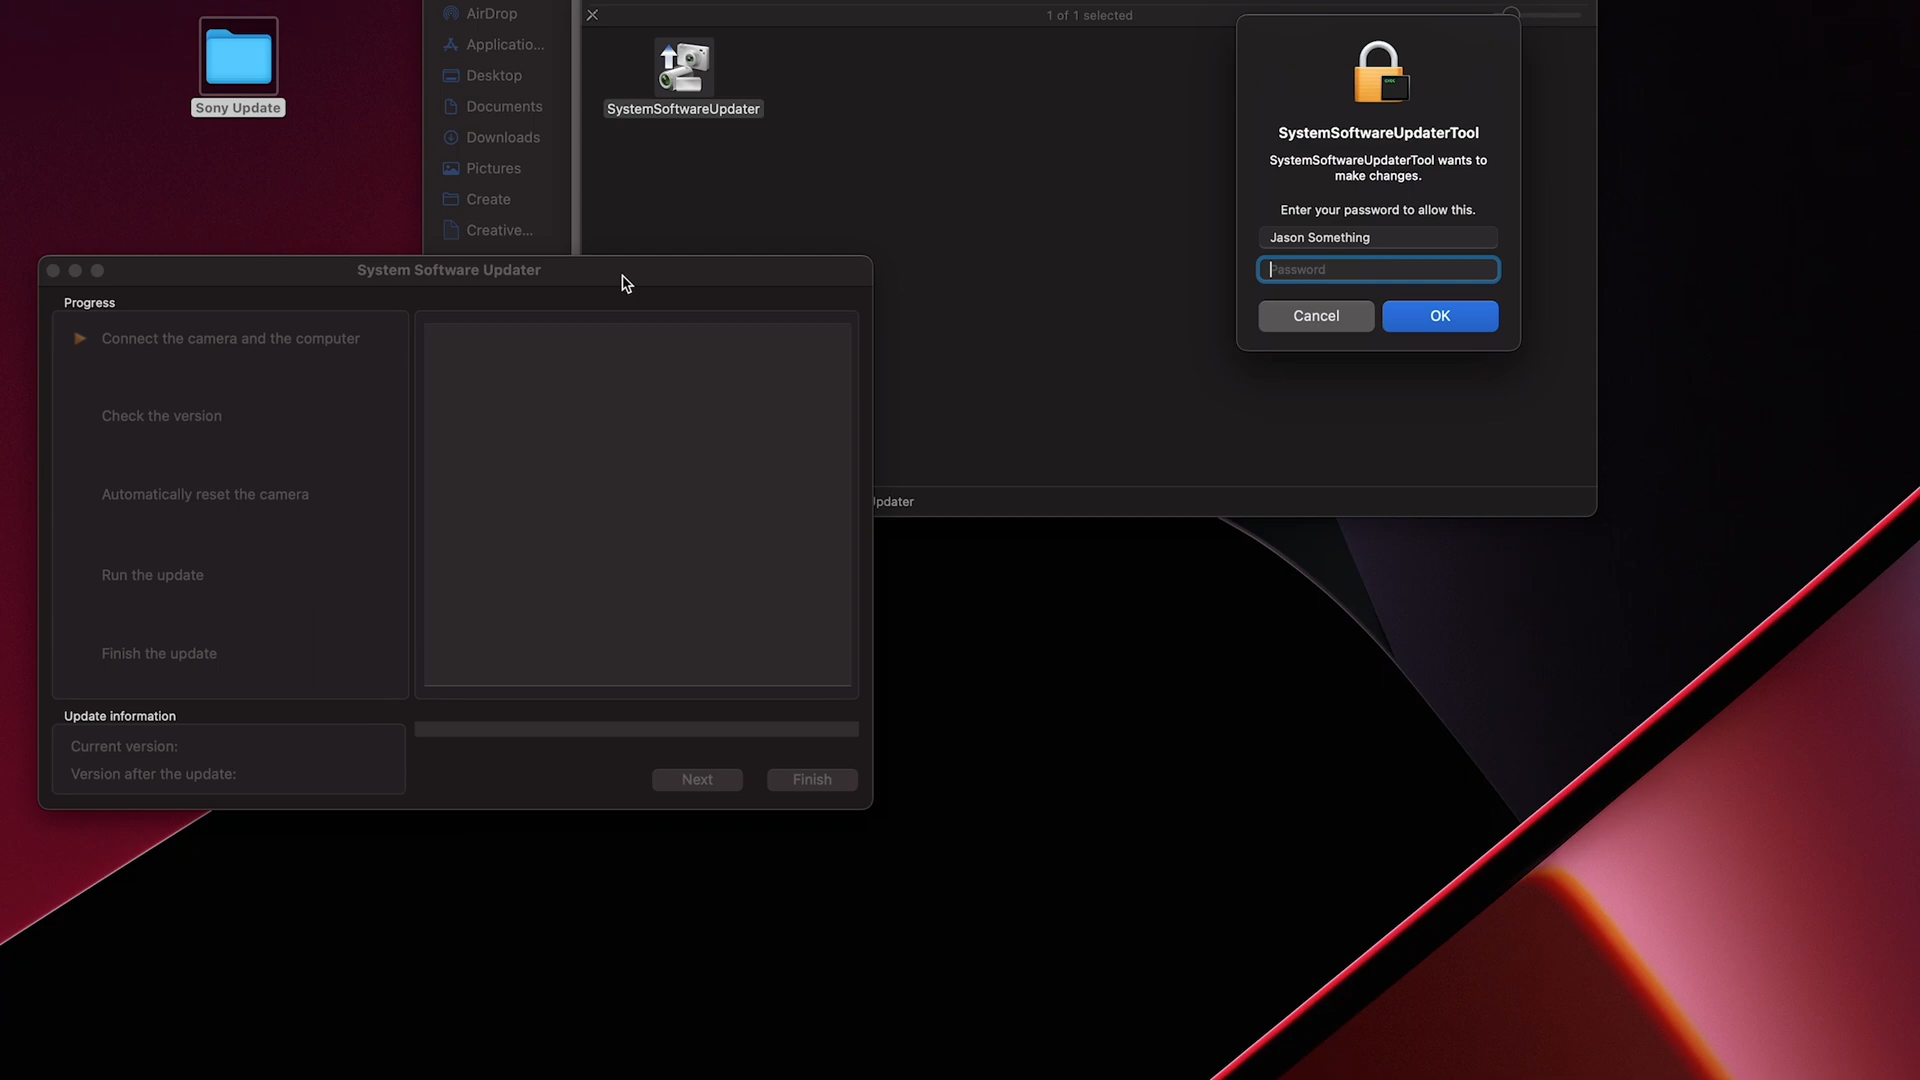 Sony Update
AirDrop
Applicatio...
Desktop
Documents
Downloads
Pictures
Create
Creative...
1 of 1 selected
SystemSoftwareUpdater
SystemSoftwareUpdaterTool
SystemSoftwareUpdaterTool wants to
make changes.
Enter your password to allow this.
Jason Something
Password
Cancel
OK
System Software Updater
Progress
Connect the camera and the computer
Check the version
Automatically reset the camera
Run the update
Finish the update
Update information
Current version:
Version after the update:
Next
Finish